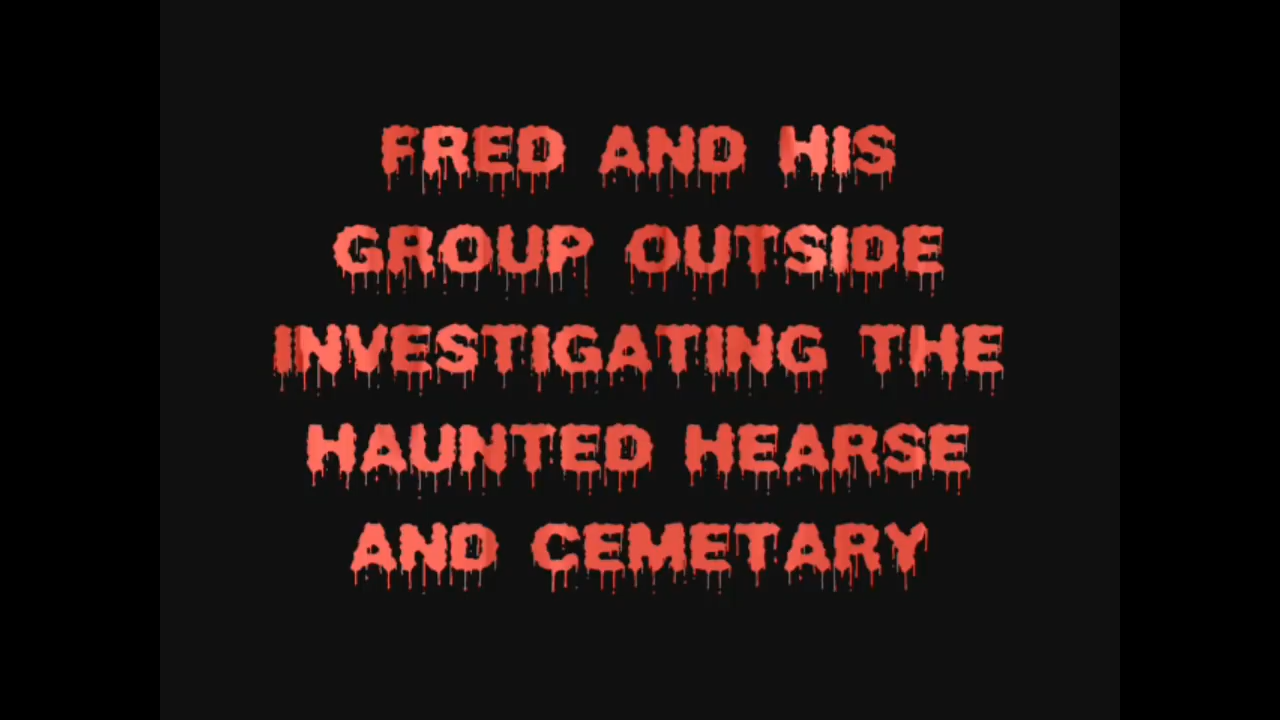 FRED AND HIS
GROUP OUTSIDE
INVESTIGATING THE
HAUNTED HEARSE
AND CEMETARY